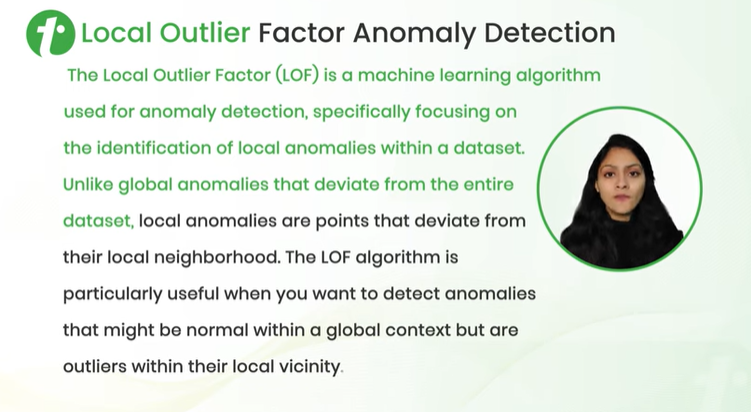 Local Outlier Factor Anomaly Detection
The Local Outlier Factor (LOF) is a machine learning algorithm
used for anomaly detection, specifically focusing on
the identification of local anomalies within a dataset.
Unlike global anomalies that deviate from the entire
dataset, local anomalies are points that deviate from
their local neighborhood. The LOF algorithm is
particularly useful when you want to detect anomalies
that might be normal within a global context but are
outliers within their local vicinity.